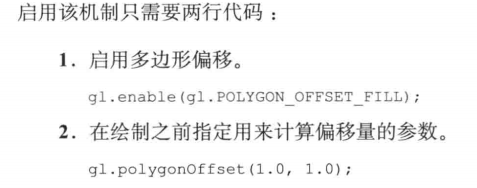 启用该机制只需要两行代码：
1. 启用多边形偏移。
gl.enable(gl.POLYGON_OFFSET_FILL);
2. 在绘制之前指定用来计算偏移量的参数。
gl.polygonOffset(1.0, 1.0);